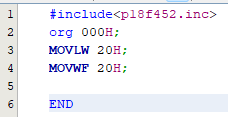 1 #include<p18f452.inc>
2 org 000H;
3 MOVLW 20H;
4 MOVWF 20H;
5
6 END